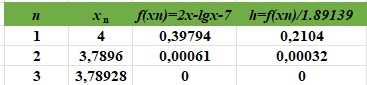 n x n f(xn)=2x-lgx-7 h=f(xn)/1.89139
1 4 0,39794 0,2104
2 3,7896 0,00061 0,00032
3 3,78928 0 0